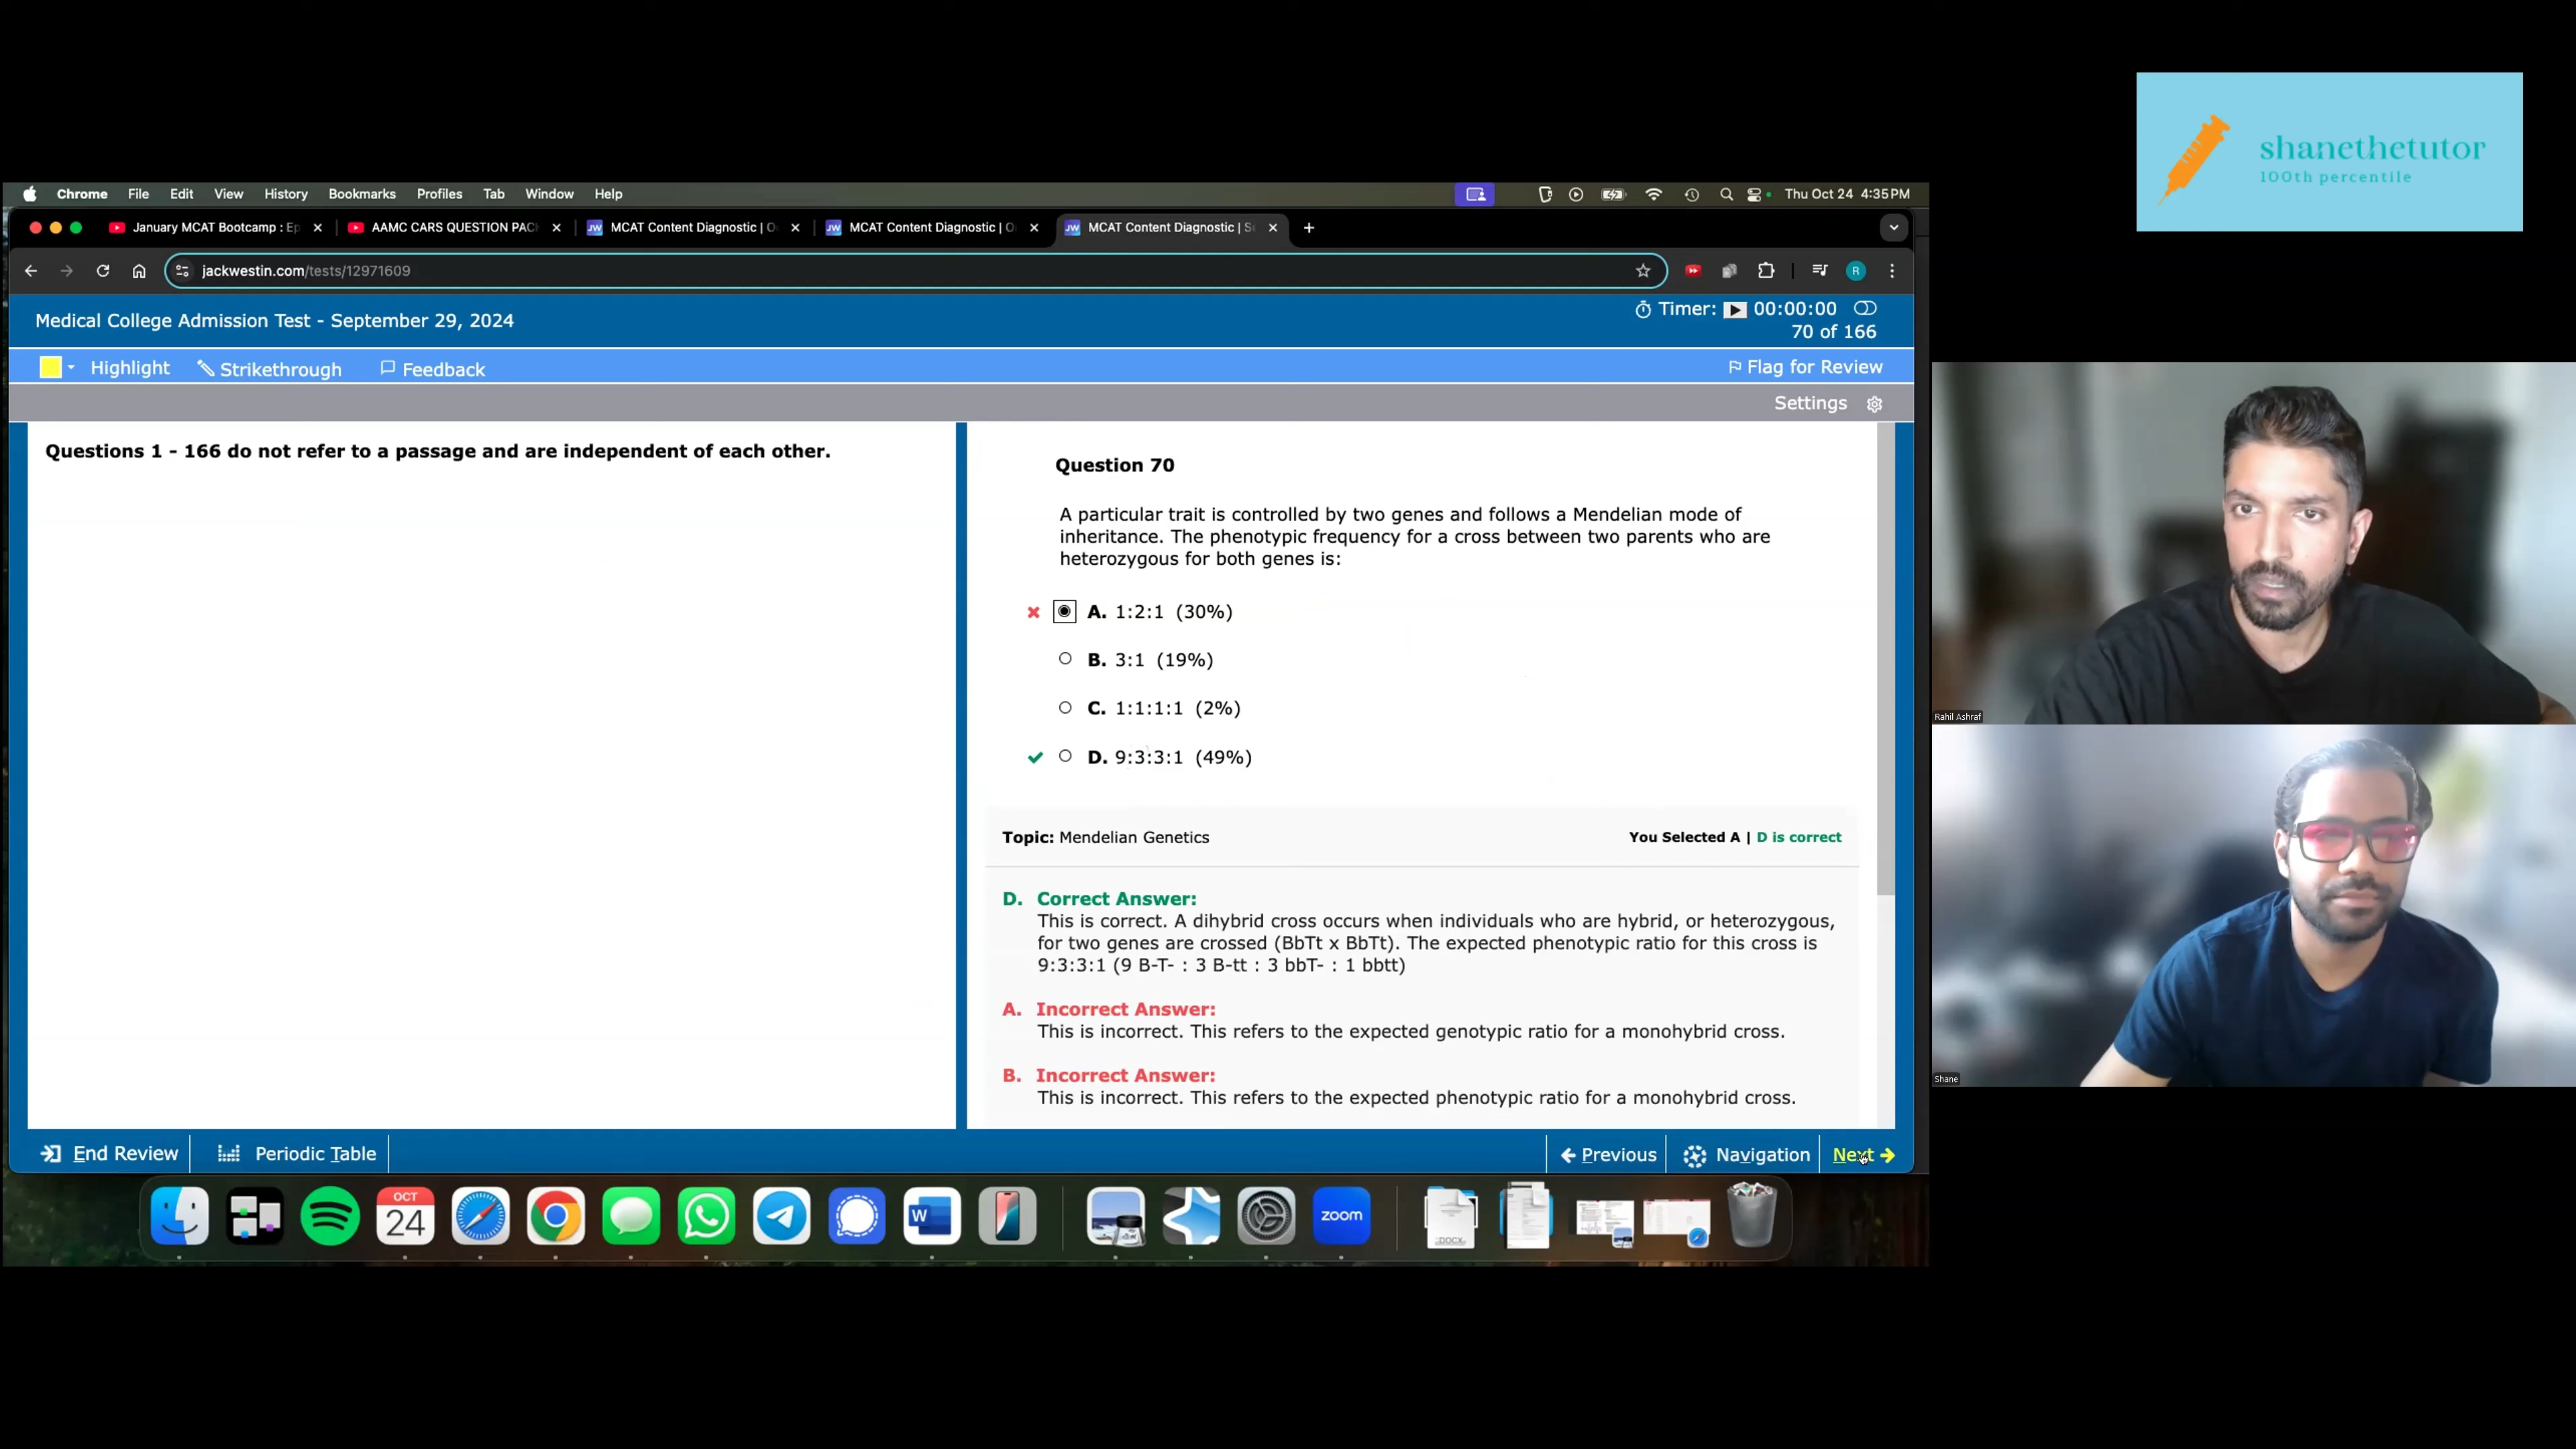 shanethetutor
100th percentile
Chrome File Edit View History Bookmarks Profiles Tab Window Help Thu Oct 24 4:35 PM
January MCAT Bootcamp : Ep
AAMC CARS QUESTION PAC
JW MCAT Content Diagnostic | O
JW MCAT Content Diagnostic | O
JW MCAT Content Diagnostic | Se
jackwestin.com/tests/12971609
R
Medical College Admission Test - September 29, 2024
Timer: 00:00:00
70 of 166
Highlight Strikethrough Feedback
Flag for Review
Settings
Questions 1 - 166 do not refer to a passage and are independent of each other.
Question 70
A particular trait is controlled by two genes and follows a Mendelian mode of
inheritance. The phenotypic frequency for a cross between two parents who are
heterozygous for both genes is:
A. 1:2:1 (30%)
B. 3:1 (19%)
C. 1:1:1:1 (2%)
D. 9:3:3:1 (49%)
Topic: Mendelian Genetics
You Selected A | D is correct
D. Correct Answer:
This is correct. A dihybrid cross occurs when individuals who are hybrid, or heterozygous,
for two genes are crossed (BbTt x BbTt). The expected phenotypic ratio for this cross is
9:3:3:1 (9 B-T- : 3 B-tt : 3 bbT- : 1 bbtt)
A. Incorrect Answer:
This is incorrect. This refers to the expected genotypic ratio for a monohybrid cross.
B. Incorrect Answer:
This is incorrect. This refers to the expected phenotypic ratio for a monohybrid cross.
End Review Periodic Table
Previous Navigation Next
OCT
24
W
zoom
DOCX
Rahil Ashraf
Shane